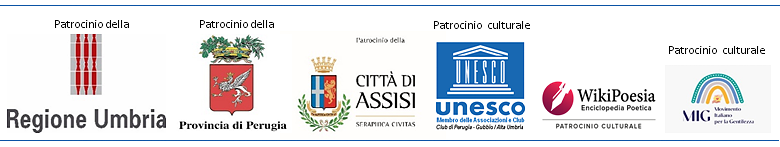 Patrocinio della
Regione Umbria
Patrocinio della
Provincia di Perugia
Patrocinio della
CITTÀ DI
ASSISI
SERAPHICA CIVITAS
Patrocinio culturale
UNESCO
unesco
Membro delle Associazioni e Club
Club di Perugia - Gubbio / Alta Umbria
WikiPoesia
Enciclopedia Poetica
PATROCINIO CULTURALE
Patrocinio culturale
MIG
Movimento
Italiano
per la Gentilezza